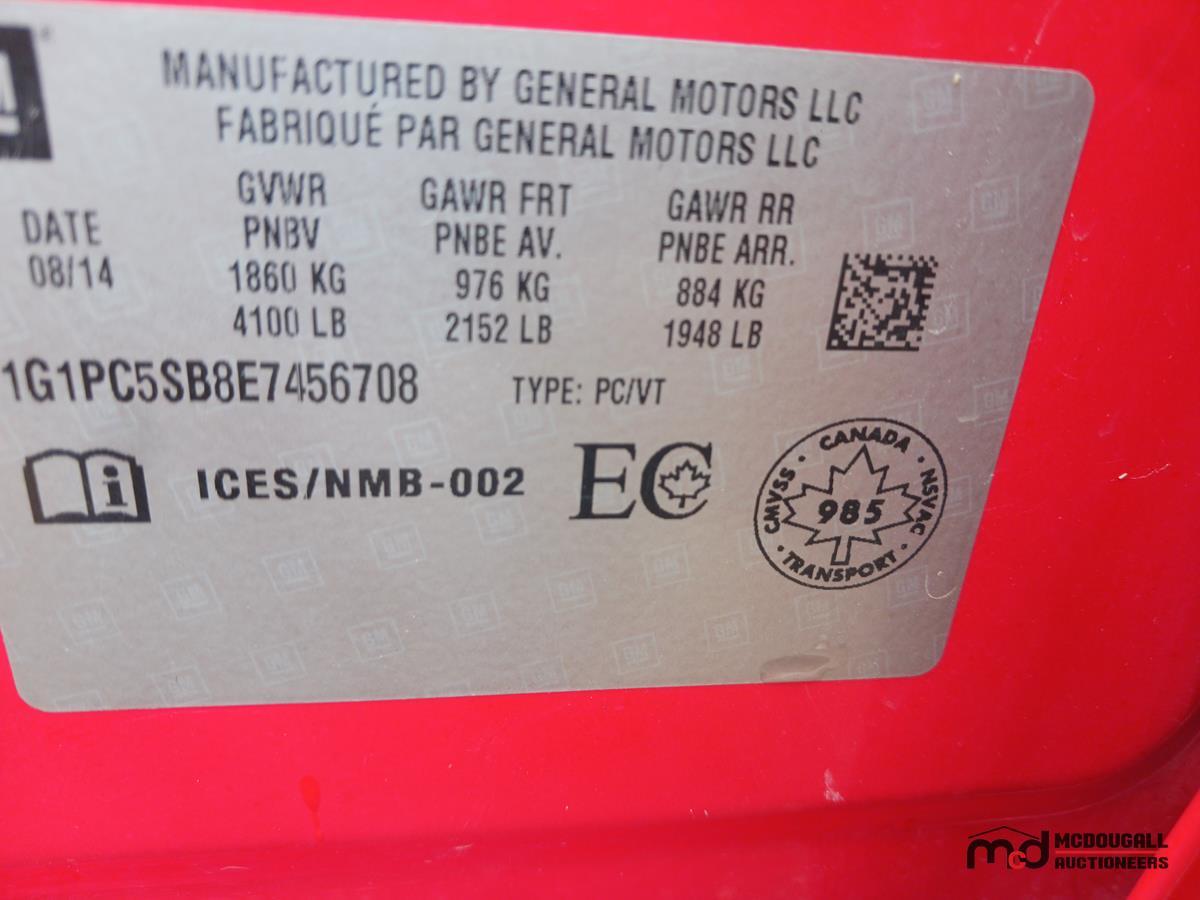 MANUFACTURED BY GENERAL MOTORS LLC
FABRIQUÉ PAR GENERAL MOTORS LLC
DATE
08/14
GVWR
PNBV
1860 KG
4100 LB
GAWR FRT
PNBE AV.
976 KG
2152 LB
GAWR RR
PNBE ARR.
884 KG
1948 LB
1G1PC5SB8E7456708 TYPE: PC/VT
i ICES/NMB-002 EC
CANADA
CMVSS · NSVAC
985
TRANSPORT
GM
mcd MCDOUGALL
AUCTIONEERS